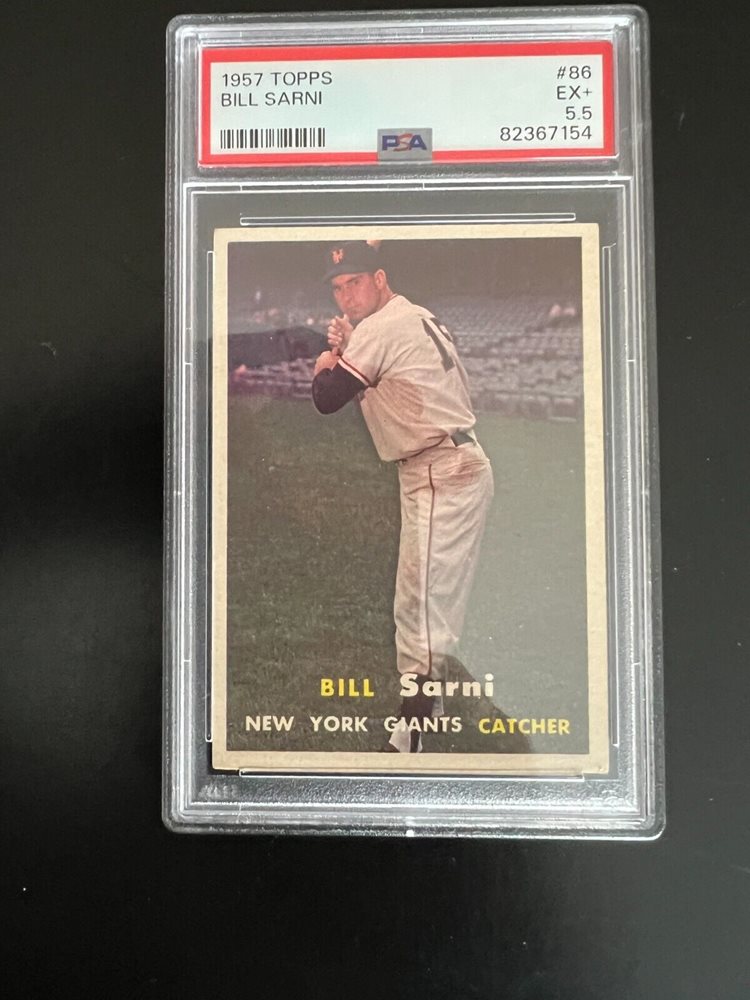 1957 TOPPS #86
BILL SARNI EX+
5.5
PSA 82367154
BILL Sarni
NEW YORK GIANTS CATCHER